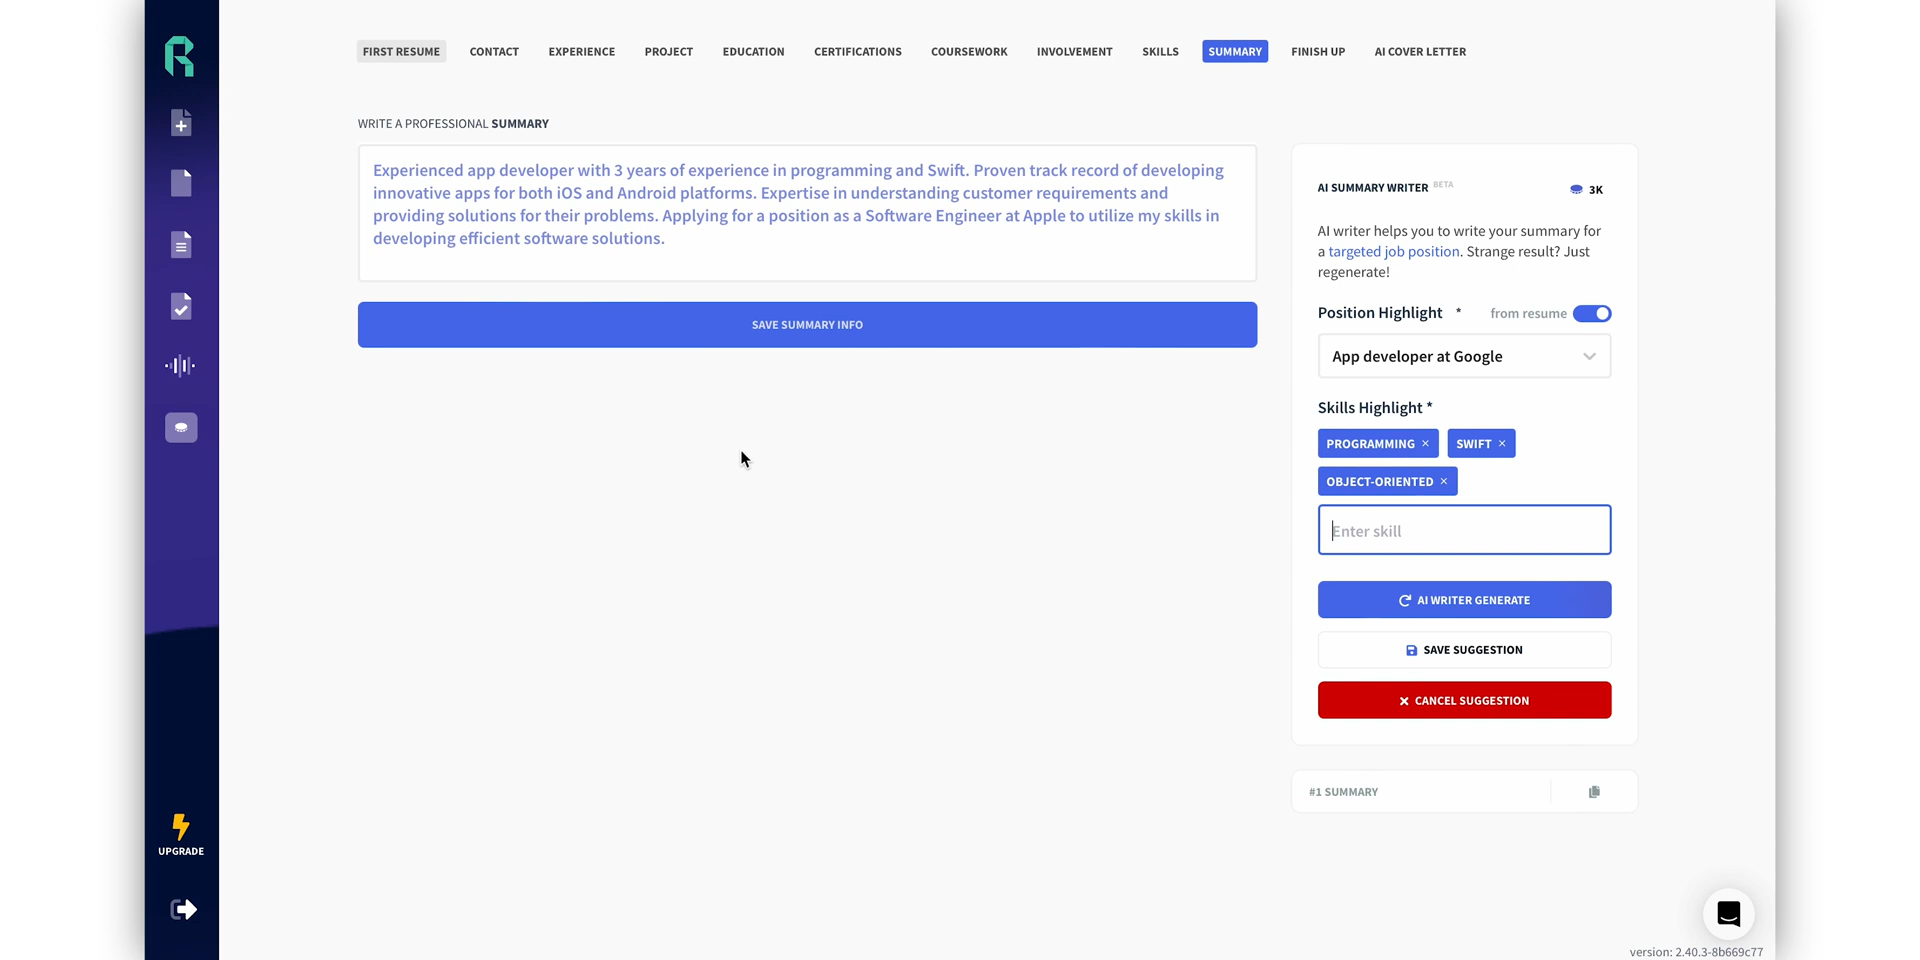 FIRST RESUME CONTACT EXPERIENCE PROJECT EDUCATION CERTIFICATIONS COURSEWORK INVOLVEMENT SKILLS SUMMARY FINISH UP AI COVER LETTER
WRITE A PROFESSIONAL SUMMARY
Experienced app developer with 3 years of experience in programming and Swift. Proven track record of developing
innovative apps for both iOS and Android platforms. Expertise in understanding customer requirements and
providing solutions for their problems. Applying for a position as a Software Engineer at Apple to utilize my skills in
developing efficient software solutions.
SAVE SUMMARY INFO
AI SUMMARY WRITER BETA 3K
AI writer helps you to write your summary for
a targeted job position. Strange result? Just
regenerate!
Position Highlight * from resume
App developer at Google
Skills Highlight *
PROGRAMMING × SWIFT ×
OBJECT-ORIENTED ×
Enter skill
AI WRITER GENERATE
SAVE SUGGESTION
CANCEL SUGGESTION
#1 SUMMARY
UPGRADE
version: 2.40.3-8b669c77